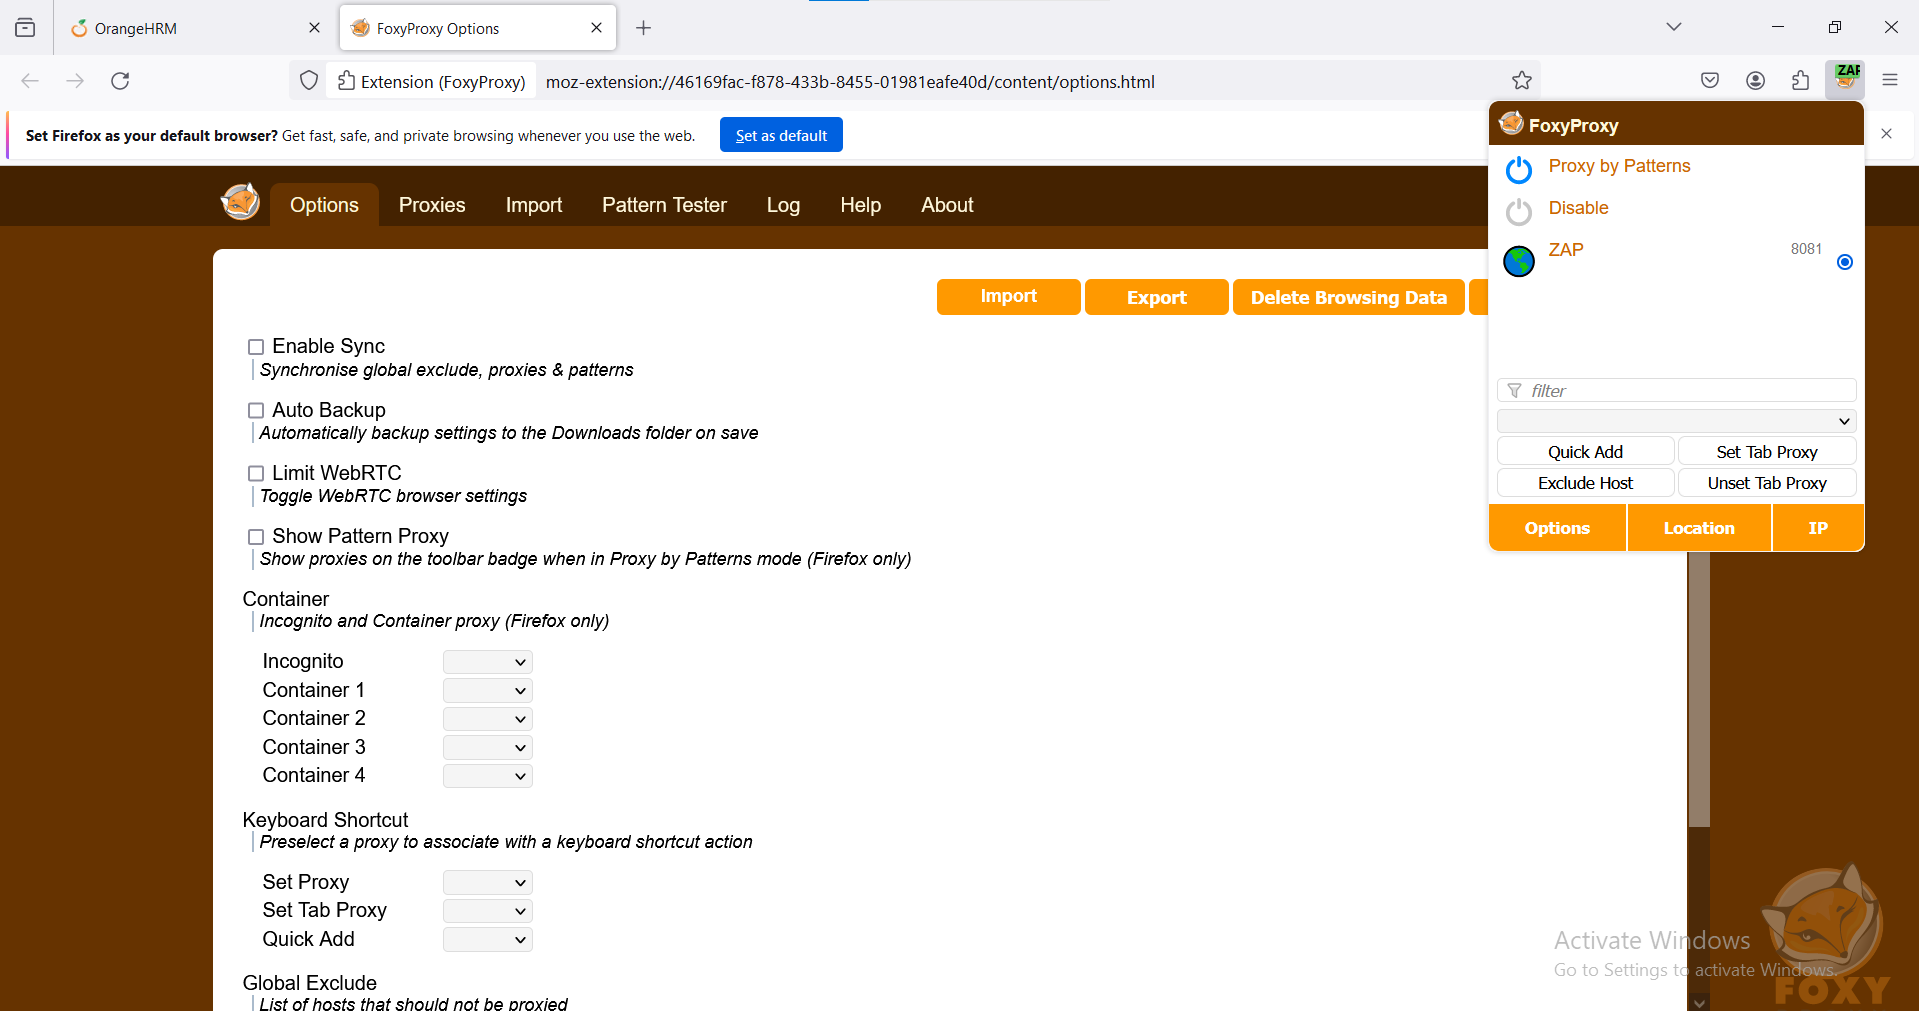 OrangeHRM
FoxyProxy Options
Extension (FoxyProxy)
moz-extension://46169fac-f878-433b-8455-01981eafe40d/content/options.html
ZAP
Set Firefox as your default browser? Get fast, safe, and private browsing whenever you use the web.
Set as default
Options
Proxies
Import
Pattern Tester
Log
Help
About
Import
Export
Delete Browsing Data
Enable Sync
Synchronise global exclude, proxies & patterns
Auto Backup
Automatically backup settings to the Downloads folder on save
Limit WebRTC
Toggle WebRTC browser settings
Show Pattern Proxy
Show proxies on the toolbar badge when in Proxy by Patterns mode (Firefox only)
Container
Incognito and Container proxy (Firefox only)
Incognito
Container 1
Container 2
Container 3
Container 4
Keyboard Shortcut
Preselect a proxy to associate with a keyboard shortcut action
Set Proxy
Set Tab Proxy
Quick Add
Global Exclude
List of hosts that should not be proxied
FoxyProxy
Proxy by Patterns
Disable
ZAP
8081
filter
Quick Add
Set Tab Proxy
Exclude Host
Unset Tab Proxy
Options
Location
IP
Activate Windows
Go to Settings to activate Windows.
FOXY